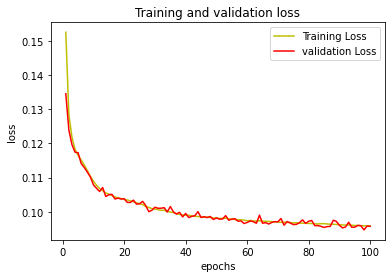 Training and validation loss
Training Loss
validation Loss
0.15
0.14
0.13
0.12
0.11
0.10
loss
0
20
40
60
80
100
epochs